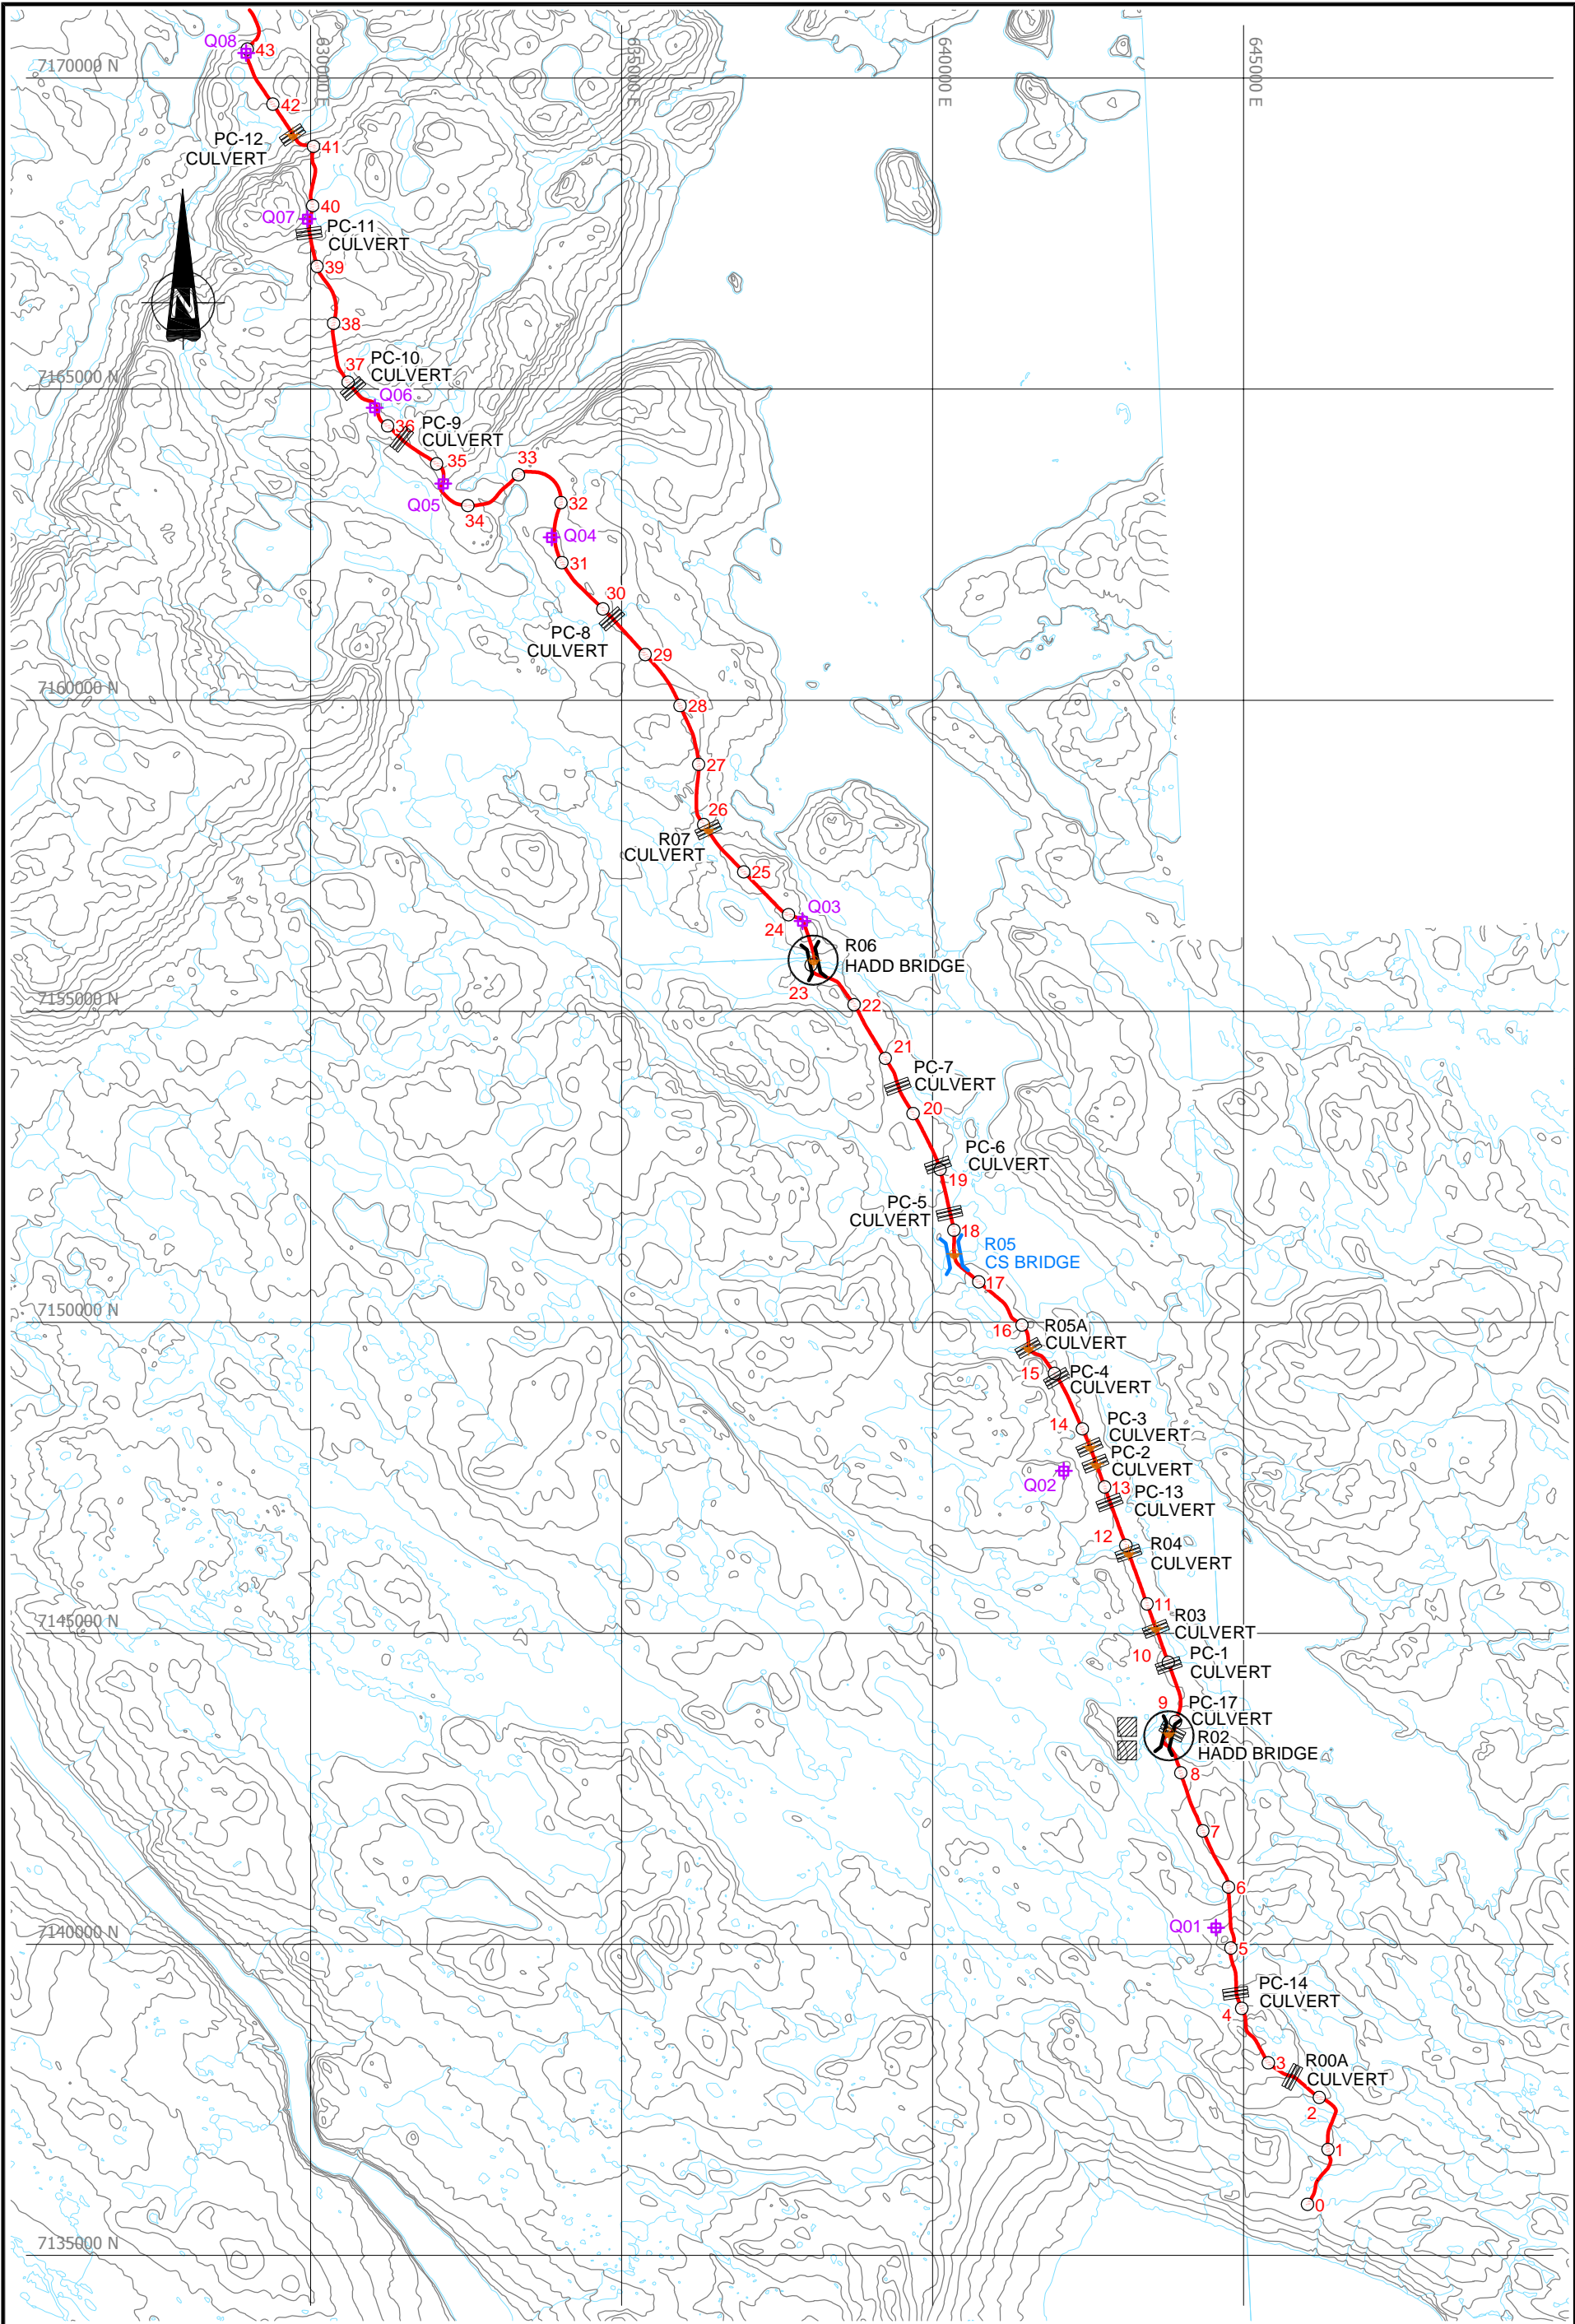 Q08
43
7170000 N
630000 E
635000 E
640000 E
645000 E
42
PC-12
CULVERT
41
40
Q07
PC-11
CULVERT
39
N
38
37
PC-10
CULVERT
7165000 N
Q06
36
PC-9
CULVERT
35
33
Q05
34
32
Q04
31
30
PC-8
CULVERT
29
7160000 N
28
27
26
R07
CULVERT
25
Q03
24
R06
HADD BRIDGE
23
22
7155000 N
21
PC-7
CULVERT
20
PC-6
CULVERT
19
PC-5
CULVERT
18
R05
CS BRIDGE
17
7150000 N
16
R05A
CULVERT
15
PC-4
CULVERT
14
PC-3
CULVERT
PC-2
CULVERT
Q02
13
PC-13
CULVERT
12
R04
CULVERT
11
7145000 N
R03
CULVERT
10
PC-1
CULVERT
9
PC-17
CULVERT
R02
HADD BRIDGE
8
7
6
Q01
7140000 N
5
PC-14
CULVERT
4
3
R00A
CULVERT
2
1
0
7135000 N